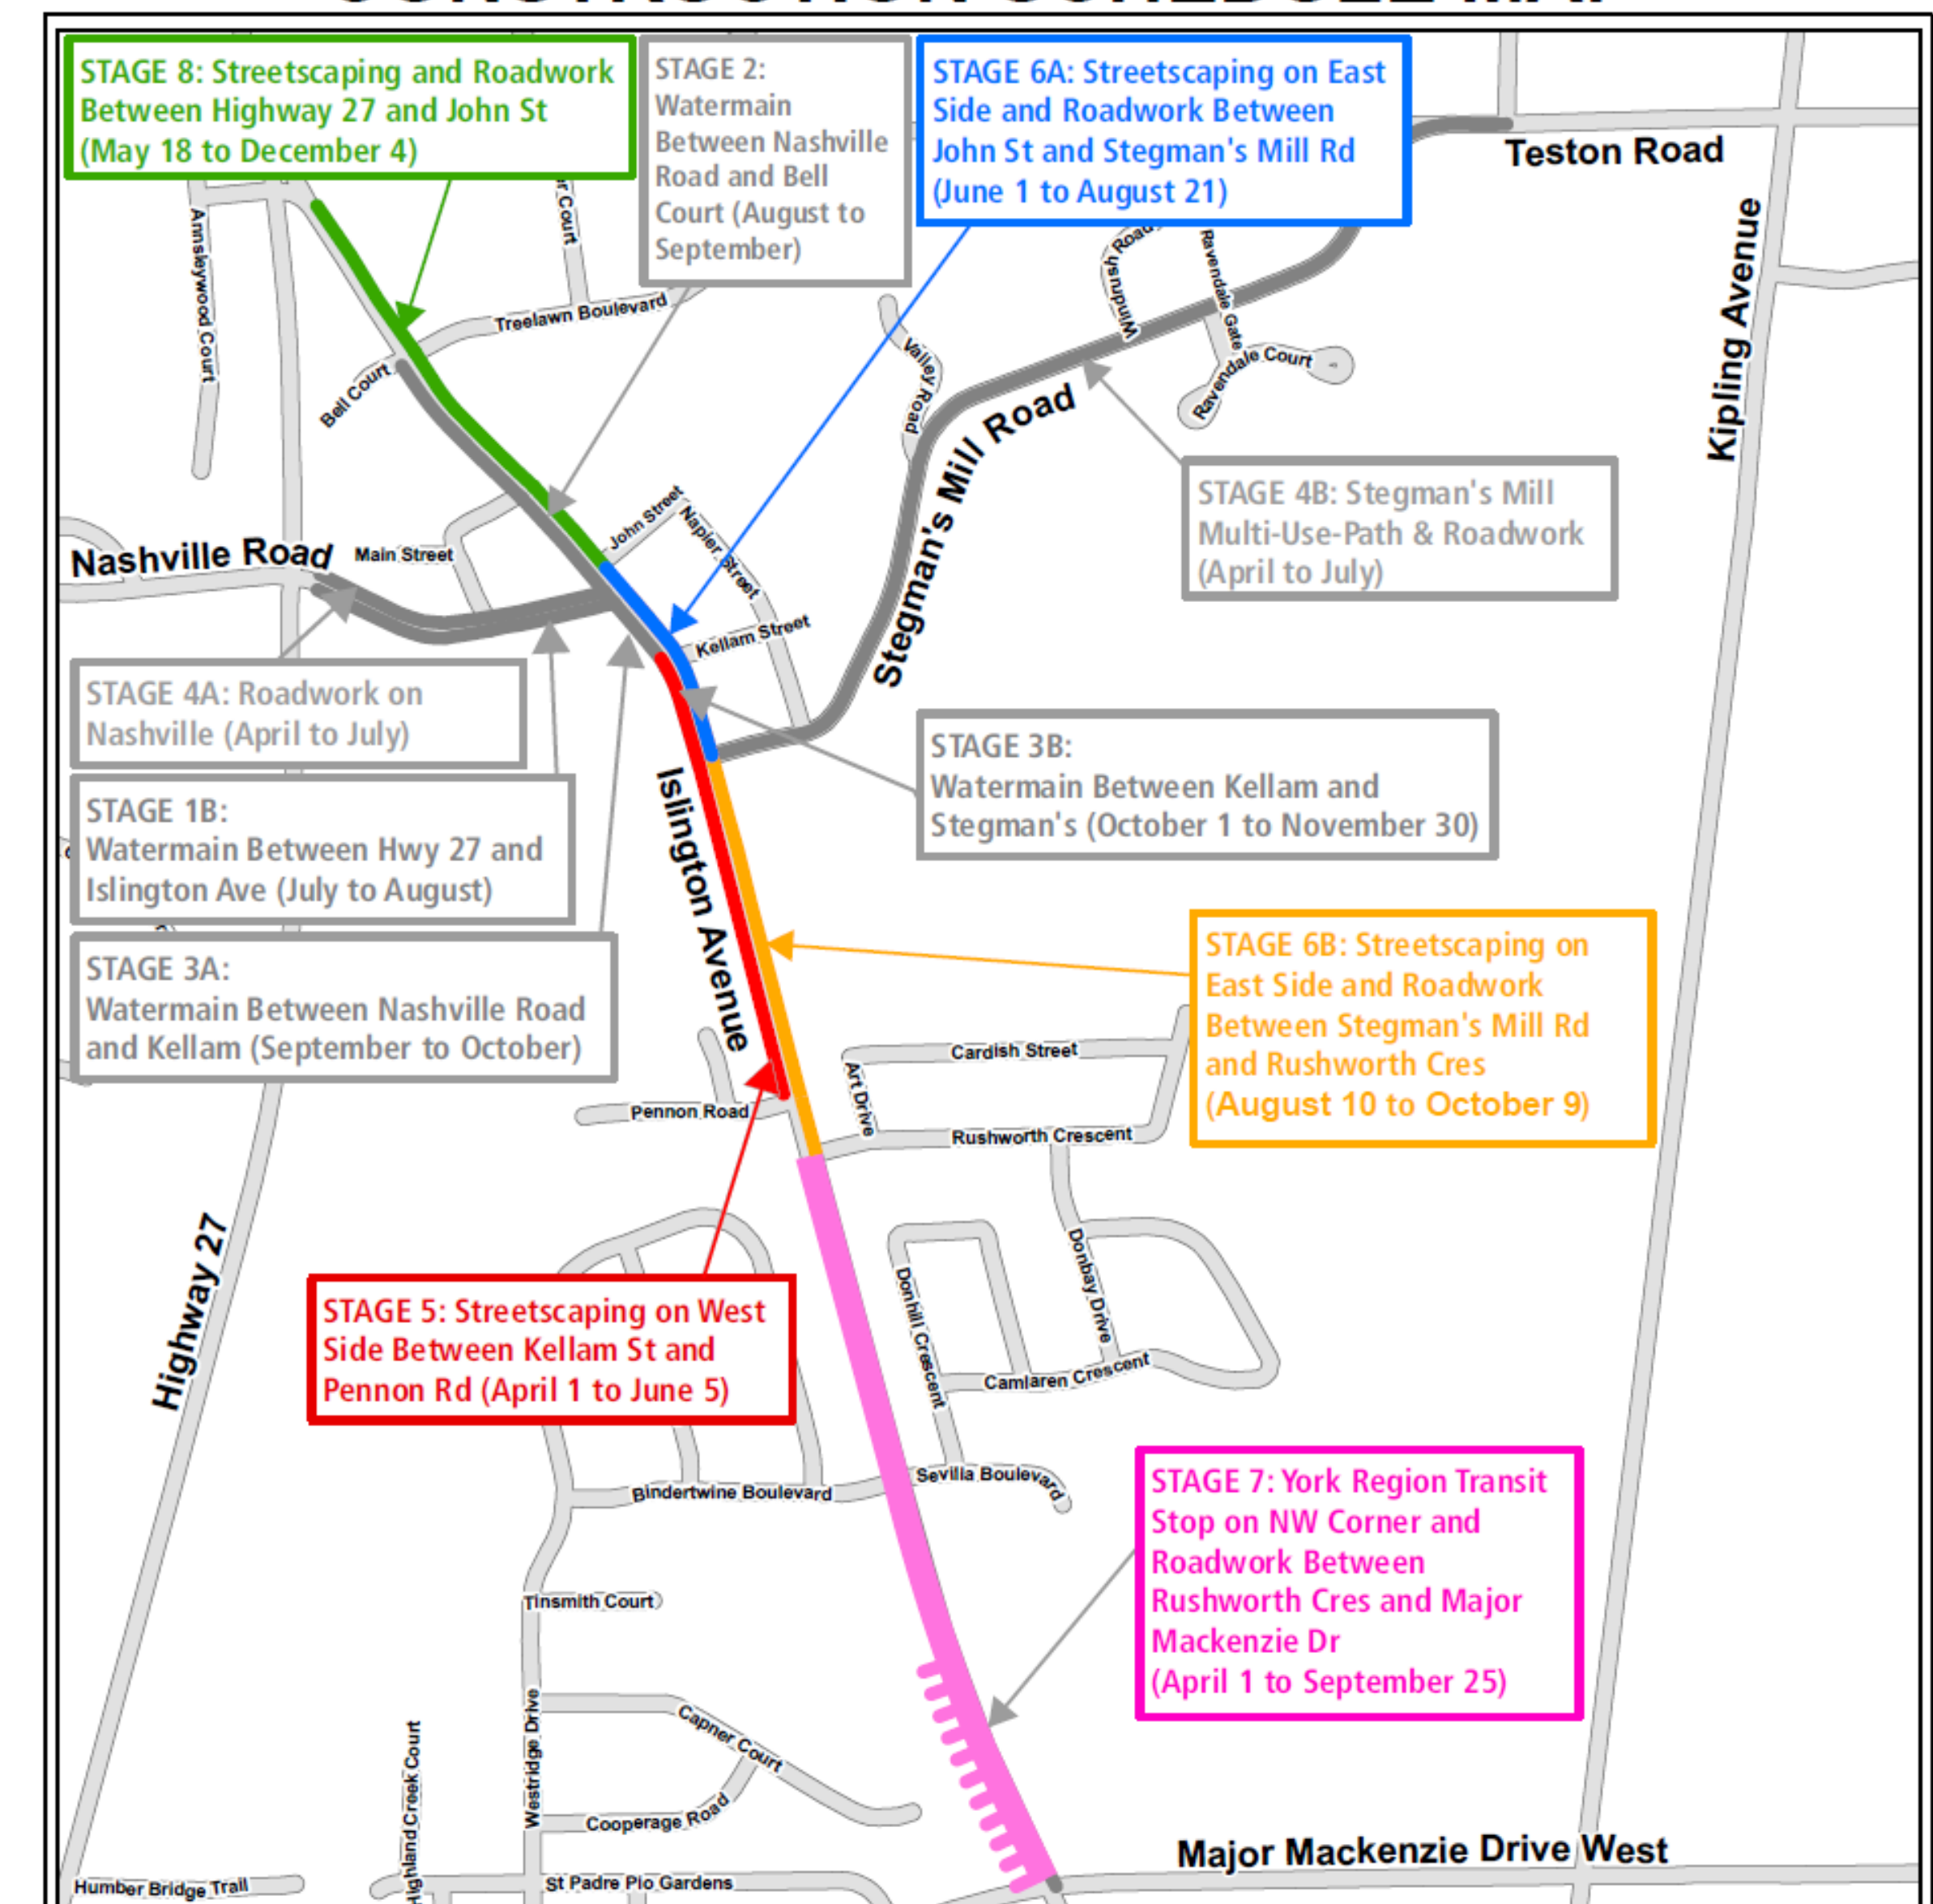 STAGE 8: Streetscaping and Roadwork
Between Highway 27 and John St
(May 18 to December 4)
STAGE 2:
Watermain
Between Nashville
Road and Bell
Court (August to
September)
STAGE 6A: Streetscaping on East
Side and Roadwork Between
John St and Stegman's Mill Rd
(June 1 to August 21)
Teston Road
Kipling Avenue
Annsleywood Court
Court
Treelawn Boulevard
Bell Court
Valley Road
Windrush Road
Ravendale Gate
Ravendale Court
Stegman's Mill Road
STAGE 4B: Stegman's Mill
Multi-Use-Path & Roadwork
(April to July)
Nashville Road
Main Street
John Street
Napier Street
Kellam Street
STAGE 4A: Roadwork on
Nashville (April to July)
STAGE 1B:
Watermain Between Hwy 27 and
Islington Ave (July to August)
STAGE 3A:
Watermain Between Nashville Road
and Kellam (September to October)
STAGE 3B:
Watermain Between Kellam and
Stegman's (October 1 to November 30)
Islington Avenue
STAGE 6B: Streetscaping on
East Side and Roadwork
Between Stegman's Mill Rd
and Rushworth Cres
(August 10 to October 9)
Cardish Street
Art Drive
Pennon Road
Rushworth Crescent
Highway 27
STAGE 5: Streetscaping on West
Side Between Kellam St and
Pennon Rd (April 1 to June 5)
Donhill Crescent
Donbay Drive
Camlaren Crescent
Sevilla Boulevard
Bindertwine Boulevard
STAGE 7: York Region Transit
Stop on NW Corner and
Roadwork Between
Rushworth Cres and Major
Mackenzie Dr
(April 1 to September 25)
Tinsmith Court
Westridge Drive
Capner Court
Cooperage Road
Highland Creek Court
Major Mackenzie Drive West
Humber Bridge Trail
St Padre Pio Gardens